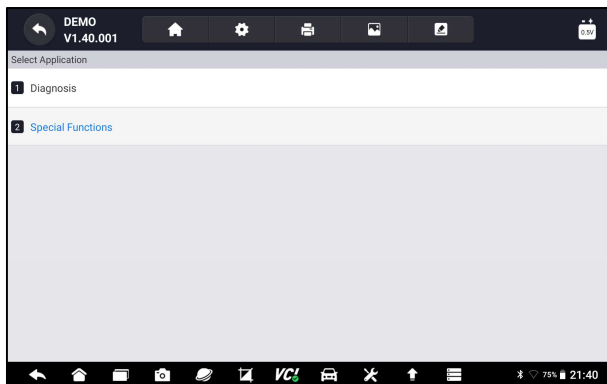 DEMO
V1.40.001
0.5V
Select Application
1 Diagnosis
2 Special Functions
VC!
75% 21:40